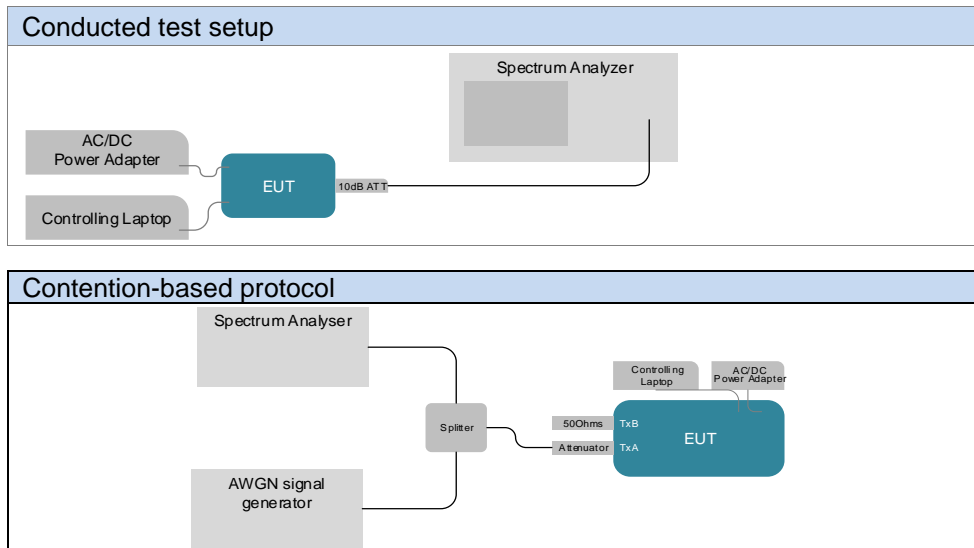 Conducted test setup
Spectrum Analyzer
AC/DC
Power Adapter
EUT
10dB ATT
Controlling Laptop
Contention-based protocol
Spectrum Analyser
Controlling
Laptop
AC/DC
Power Adapter
Splitter
50Ohms
TxB
EUT
Attenuator
TxA
AWGN signal
generator